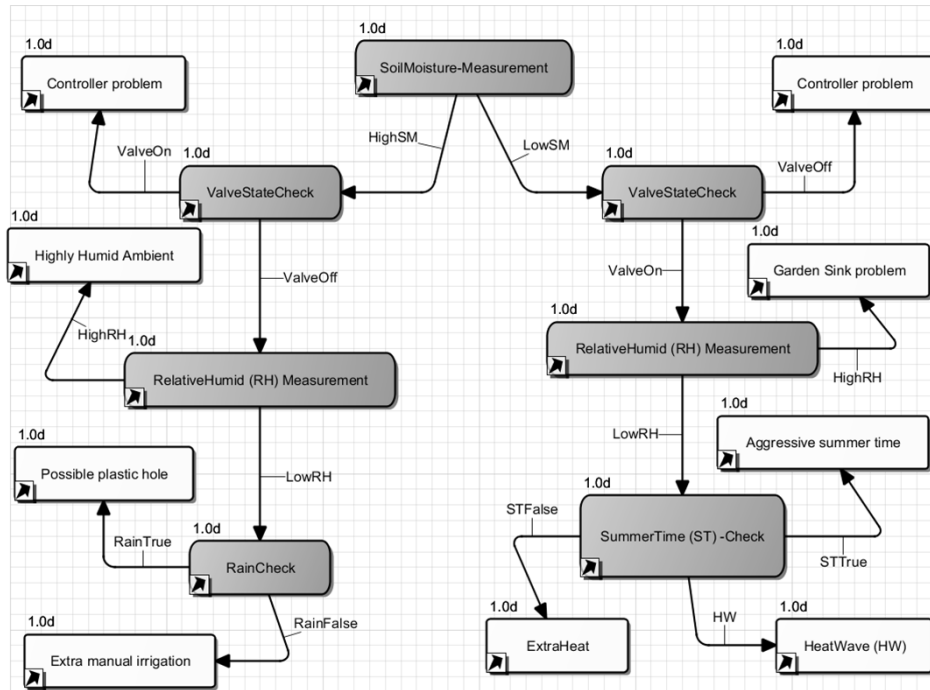 1.0d
1.0d
1.0d
Controller problem
SoilMoisture-Measurement
Controller problem
HighSM
LowSM
ValveOn
1.0d
1.0d
ValveOff
ValveStateCheck
ValveStateCheck
1.0d
1.0d
Highly Humid Ambient
ValveOff
ValveOn
Garden Sink problem
HighRH
1.0d
1.0d
RelativeHumid (RH) Measurement
RelativeHumid (RH) Measurement
HighRH
1.0d
1.0d
LowRH
Aggressive summer time
Possible plastic hole
LowRH
1.0d
STFalse
1.0d
RainTrue
SummerTime (ST) -Check
STTrue
RainCheck
1.0d
RainFalse
1.0d
HW
1.0d
Extra manual irrigation
ExtraHeat
HeatWave (HW)